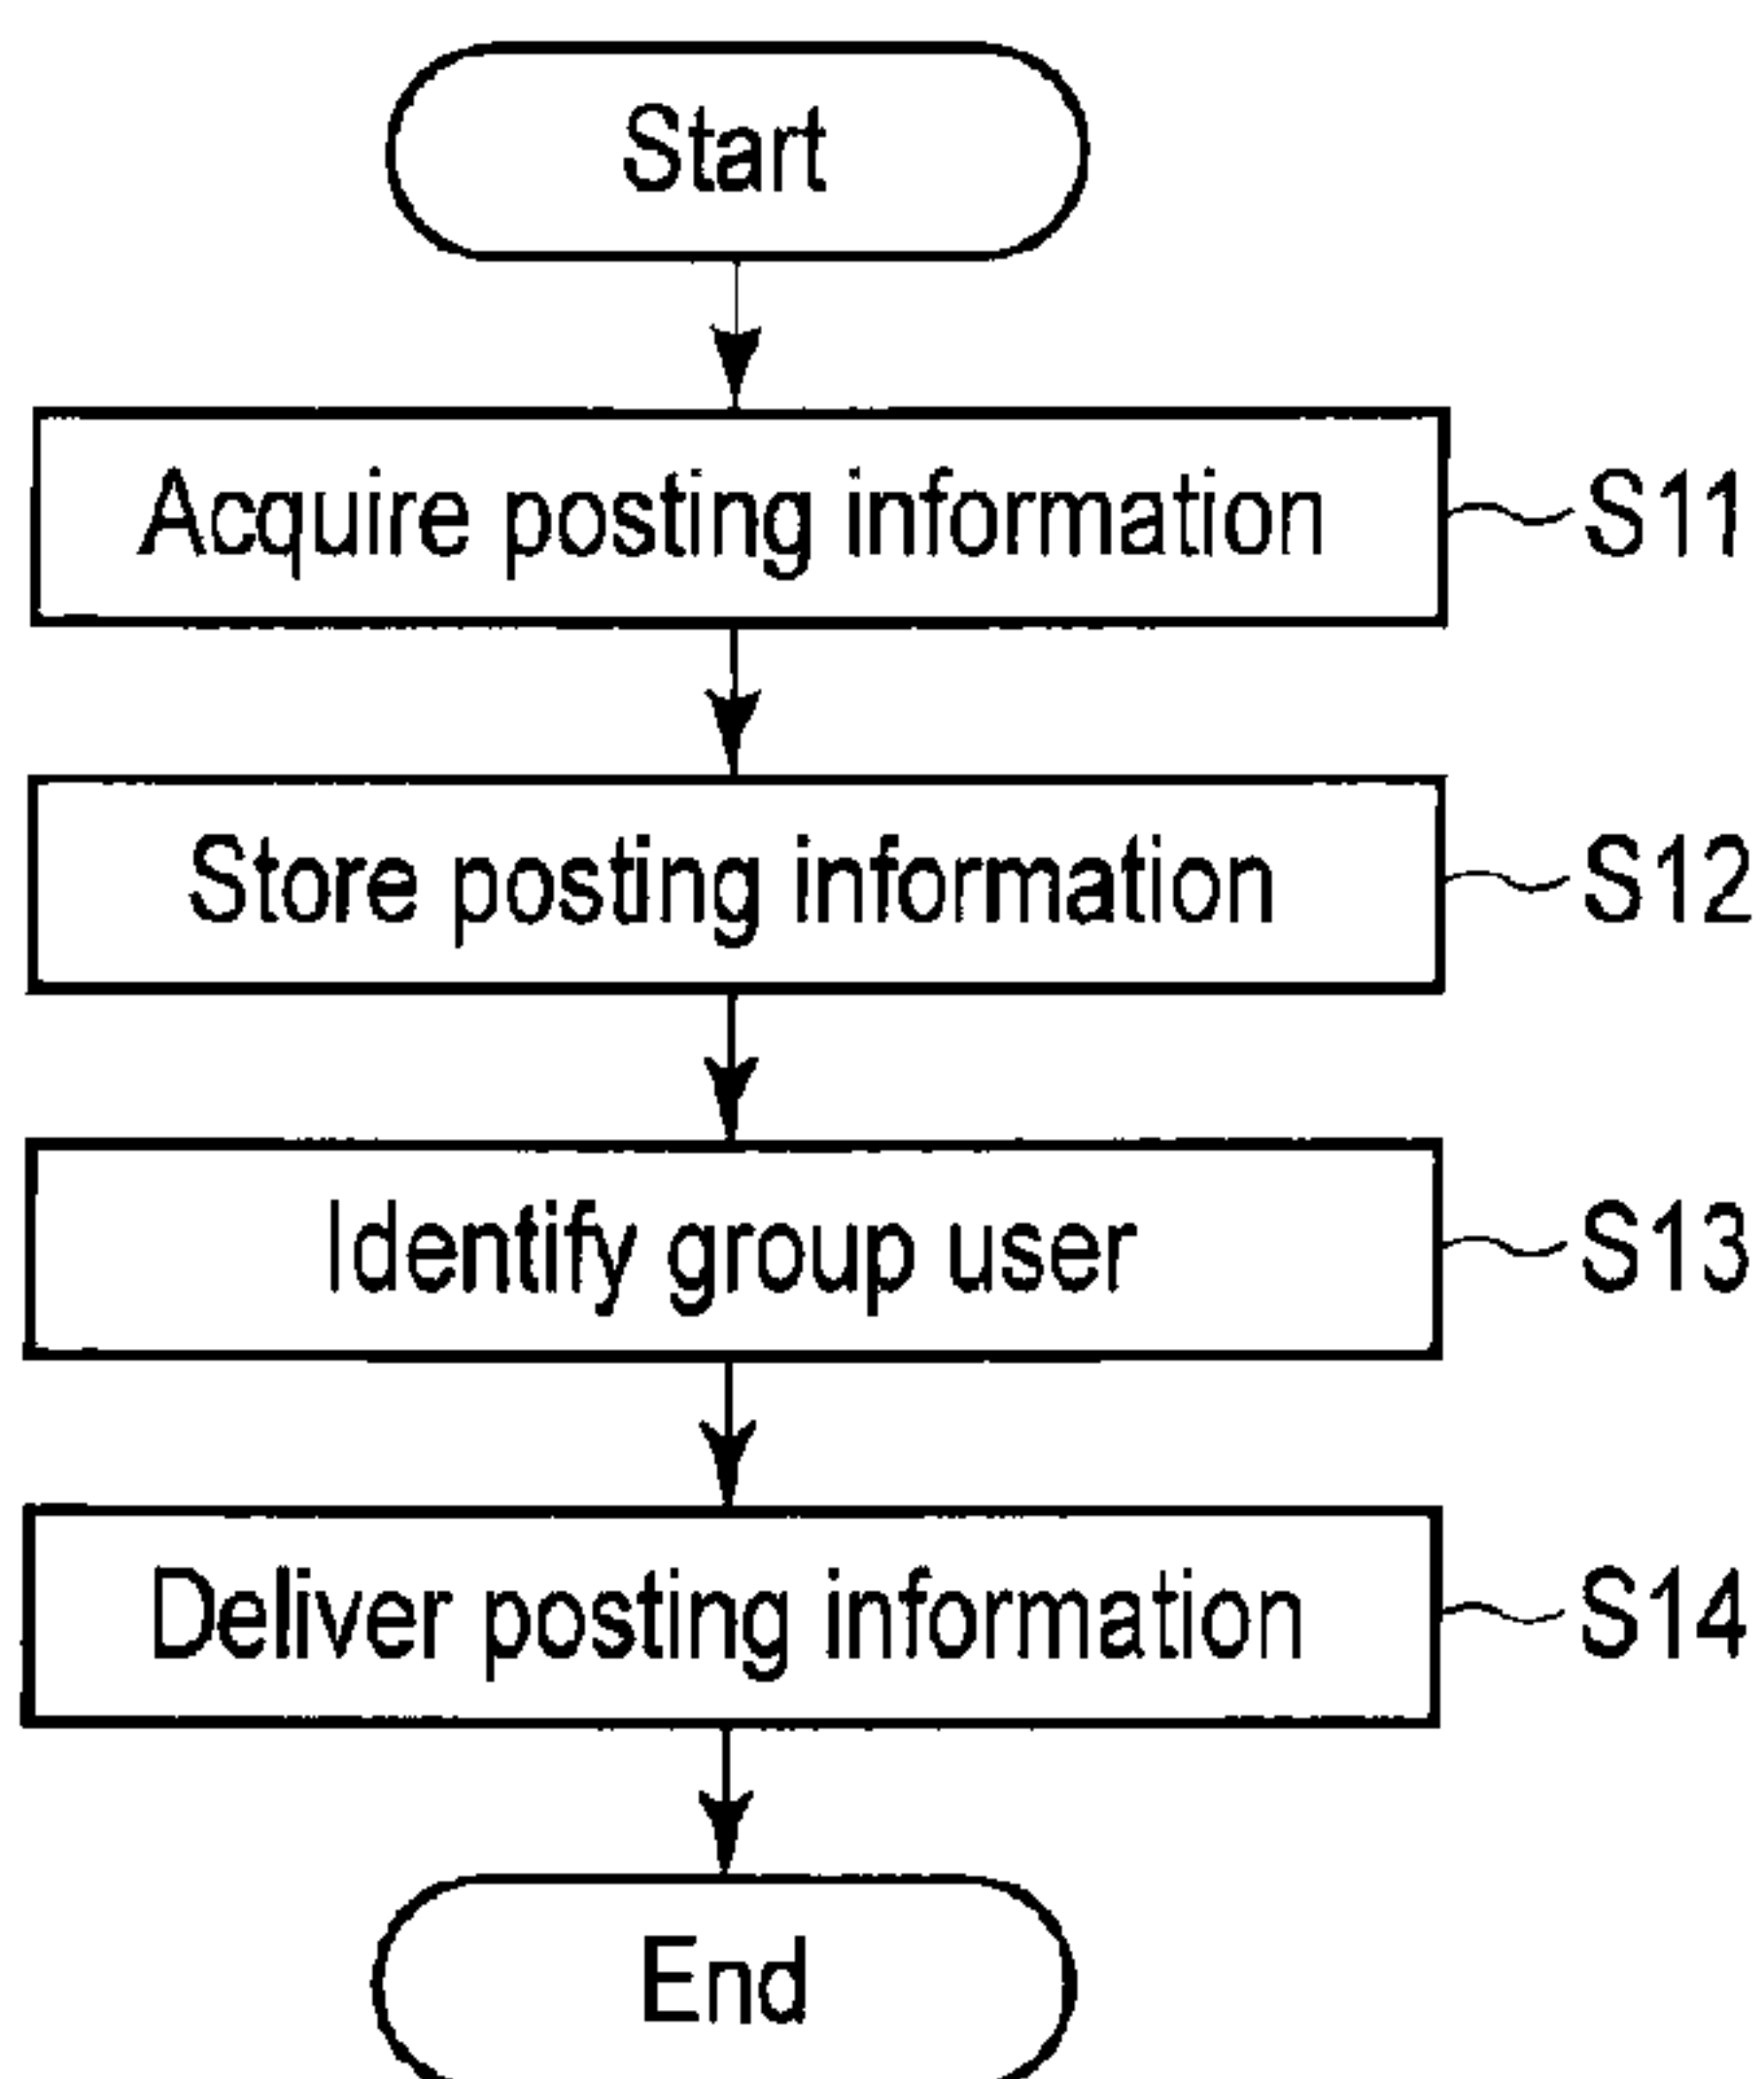 Start
Acquire posting information S11
Store posting information S12
Identify group user S13
Deliver posting information S14
End